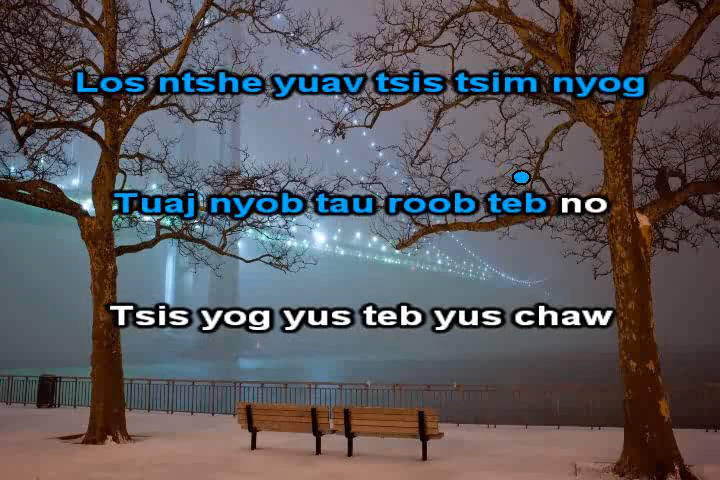 Los ntshe yuav tsis tsim nyog
Tuaj nyob tau roob teb no
Tsis yog yus teb yus chaw